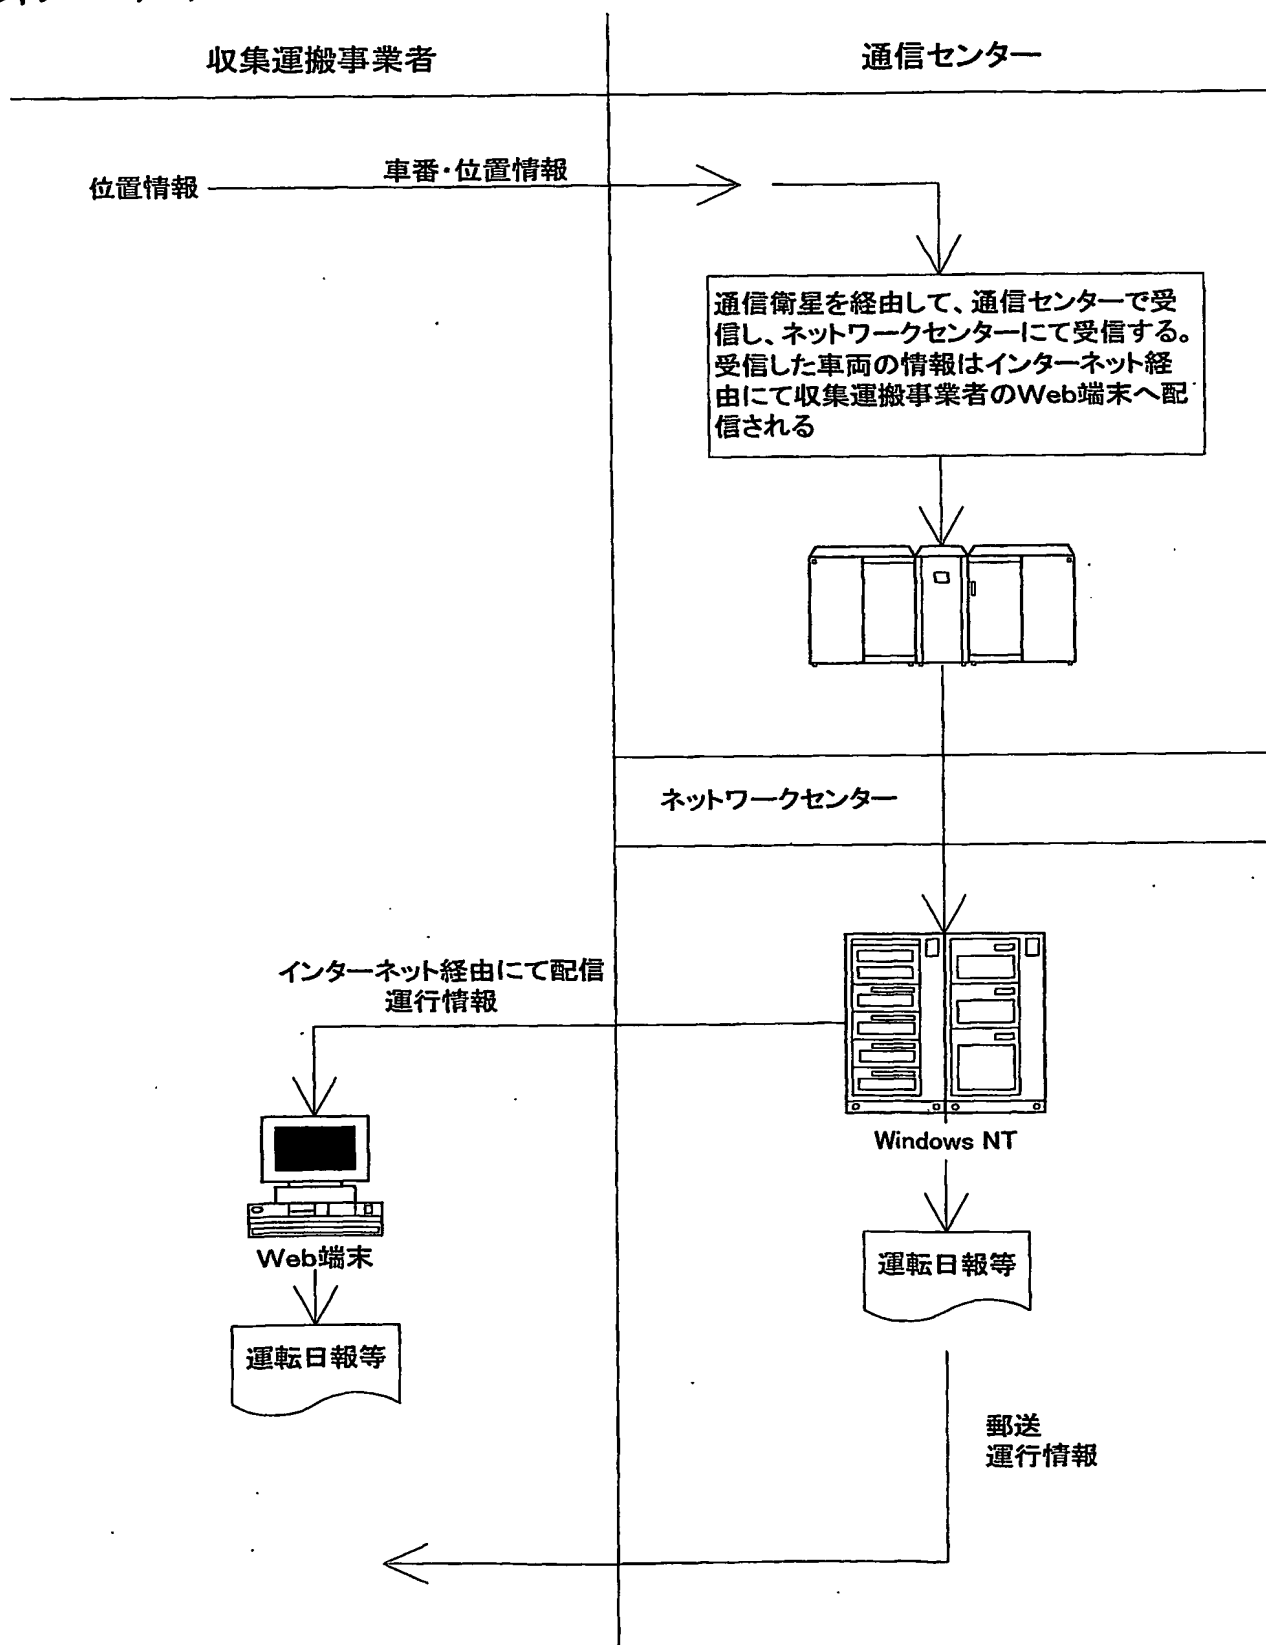 収集運搬事業者
通信センター
車番・位置情報
位置情報
通信衛星を経由して、通信センターで受
信し、ネットワークセンターにて受信する。
受信した車両の情報はインターネット経
由にて収集運搬事業者のWeb端末へ配
信される
ネットワークセンター
インターネット経由にて配信
運行情報
Windows NT
Web端末
運転日報等
運転日報等
郵送
運行情報